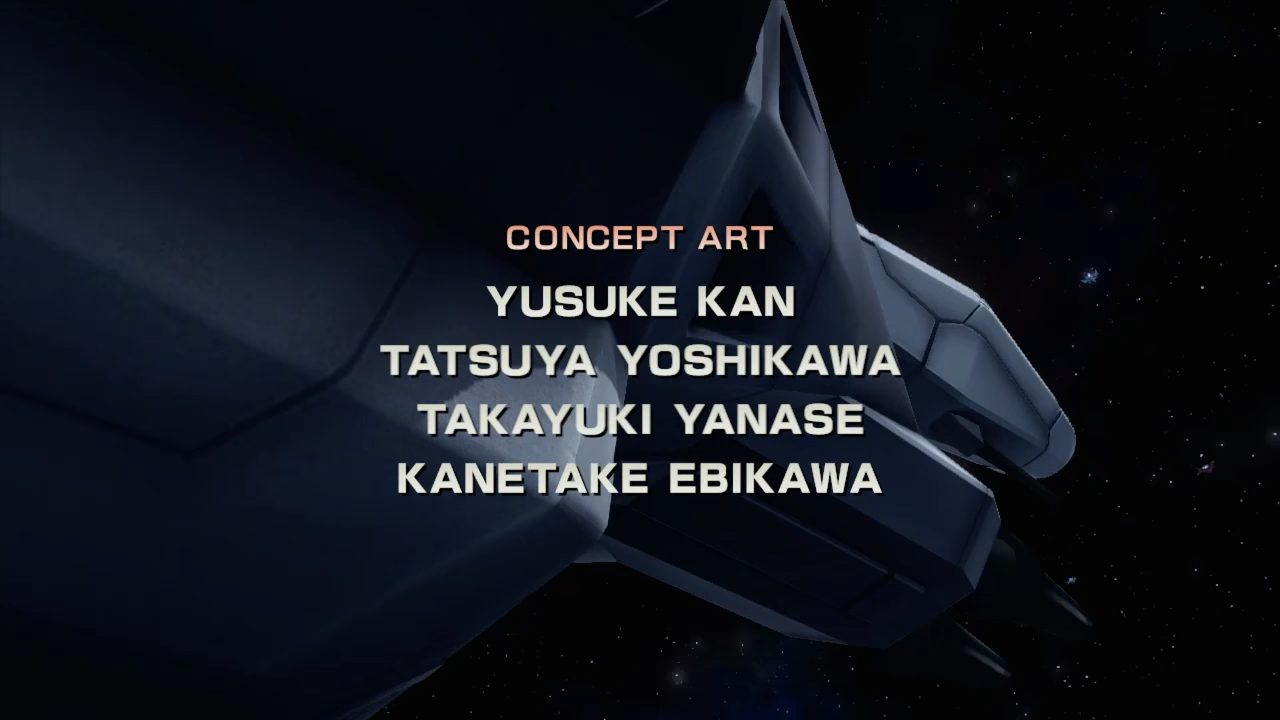 CONCEPT ART
YUSUKE KAN
TATSUYA YOSHIKAWA
TAKAYUKI YANASE
KANETAKE EBIKAWA